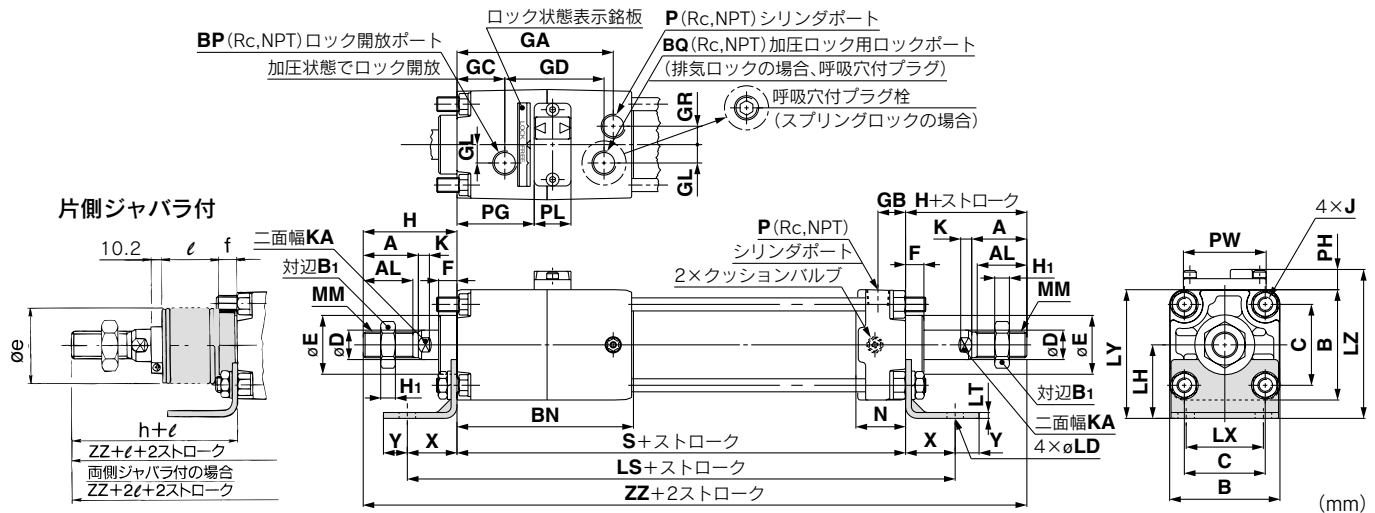 ロック状態表示銘板
P(Rc,NPT)シリンダポート
BP(Rc,NPT)ロック開放ポート
GA
BQ(Rc,NPT)加圧ロック用ロックポート
加圧状態でロック開放
GC
GD
(排気ロックの場合、呼吸穴付プラグ)
GR
呼吸穴付プラグ栓
(スプリングロックの場合)
GL
GL
PG
PL
片側ジャバラ付
10.2
ℓ
f
øe
h+ℓ
ZZ+ℓ+2ストローク
両側ジャバラ付の場合
ZZ+2ℓ+2ストローク
H
二面幅KA
A
K
対辺B1
AL
F
MM
øE
øD
H1
Y
X
BN
P(Rc,NPT)
シリンダポート
2×クッションバルブ
GB
H+ストローク
K
A
F
AL
H1
MM
øD
øE
対辺B1
LT
二面幅KA
N
X
Y
4×øLD
S+ストローク
LS+ストローク
ZZ+2ストローク
4×J
PW
PH
LY
LH
C
B
LZ
LX
C
B
(mm)